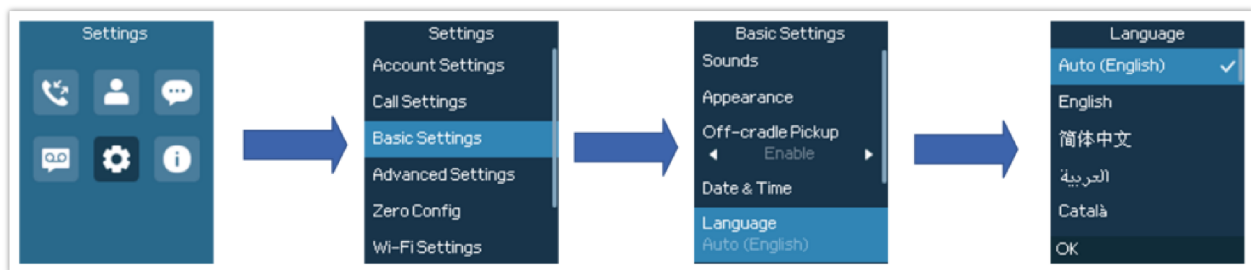 Settings
Settings
Account Settings
Call Settings
Basic Settings
Advanced Settings
Zero Config
Wi-Fi Settings
Basic Settings
Sounds
Appearance
Off-cradle Pickup
Enable
Date & Time
Language
Auto (English)
Language
Auto (English)
English
简体中文
العربية
Català
OK